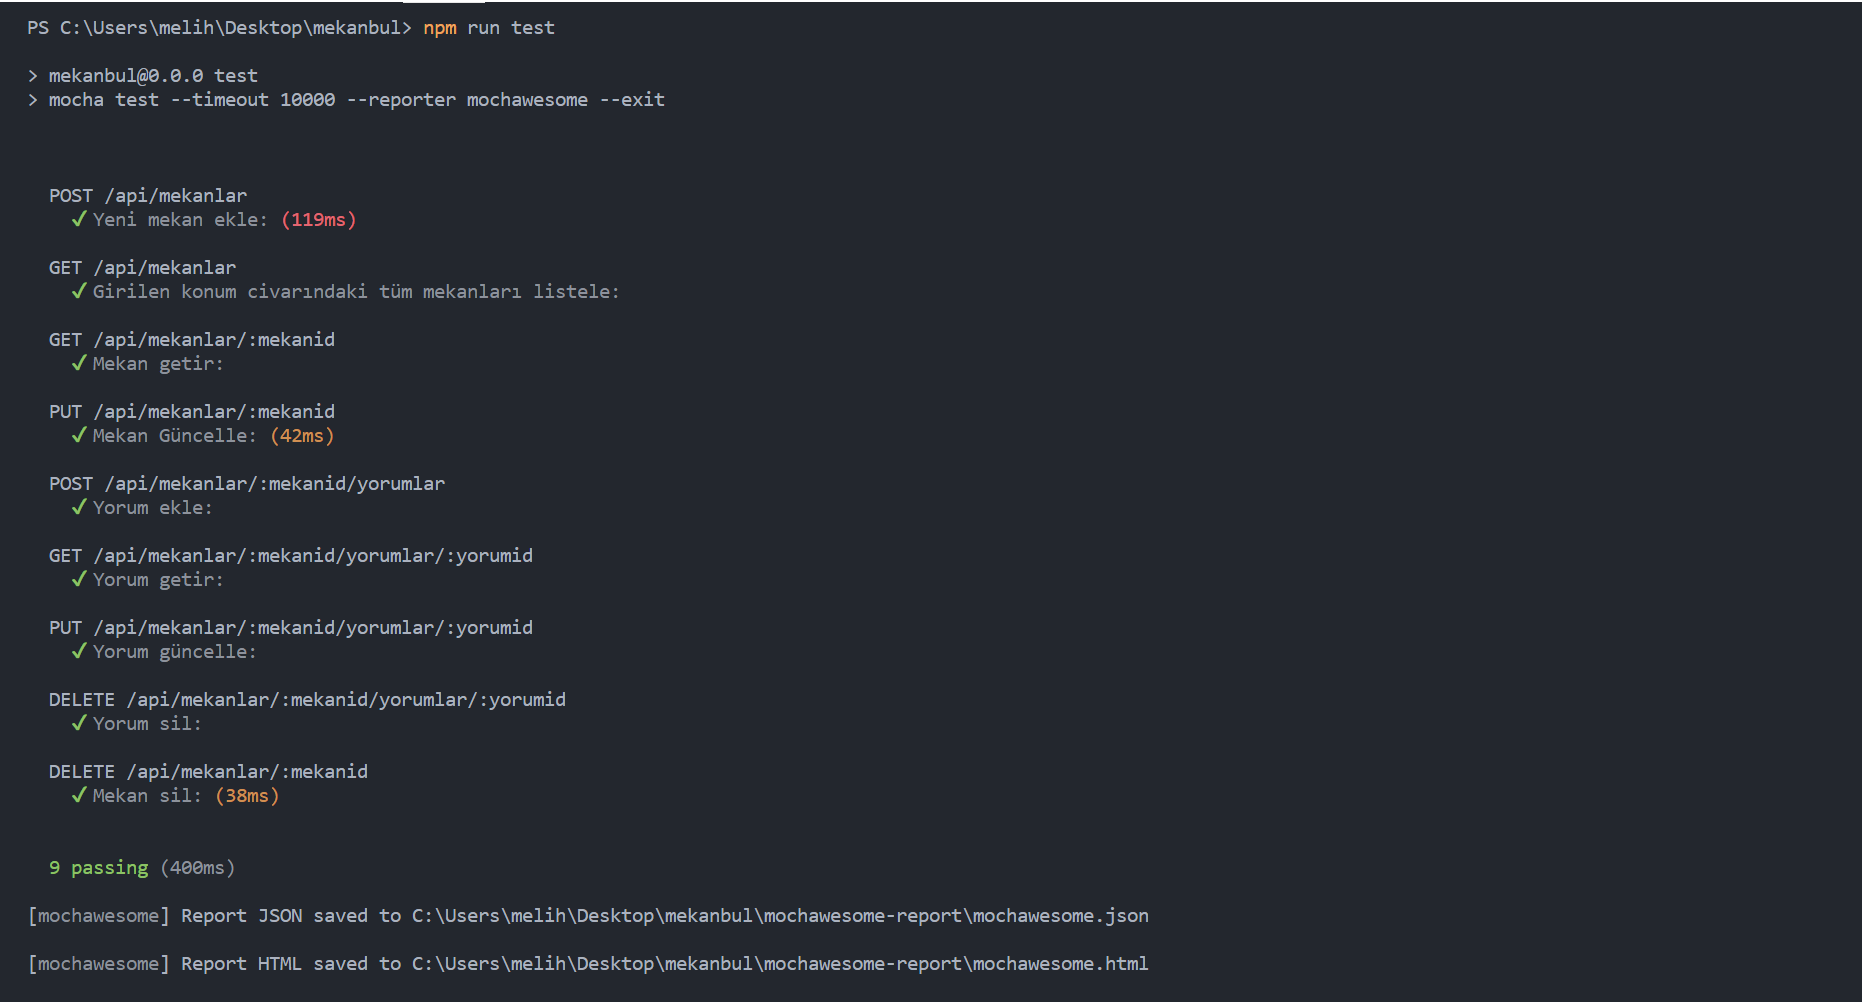 PS C:\Users\melih\Desktop\mekanbul> npm run test
> mekanbul@0.0.0 test
> mocha test --timeout 10000 --reporter mochawesome --exit
POST /api/mekanlar
✓ Yeni mekan ekle: (119ms)
GET /api/mekanlar
✓ Girilen konum civarındaki tüm mekanları listele:
GET /api/mekanlar/:mekanid
✓ Mekan getir:
PUT /api/mekanlar/:mekanid
✓ Mekan Güncelle: (42ms)
POST /api/mekanlar/:mekanid/yorumlar
✓ Yorum ekle:
GET /api/mekanlar/:mekanid/yorumlar/:yorumid
✓ Yorum getir:
PUT /api/mekanlar/:mekanid/yorumlar/:yorumid
✓ Yorum güncelle:
DELETE /api/mekanlar/:mekanid/yorumlar/:yorumid
✓ Yorum sil:
DELETE /api/mekanlar/:mekanid
✓ Mekan sil: (38ms)
9 passing (400ms)
[mochawesome] Report JSON saved to C:\Users\melih\Desktop\mekanbul\mochawesome-report\mochawesome.json
[mochawesome] Report HTML saved to C:\Users\melih\Desktop\mekanbul\mochawesome-report\mochawesome.html